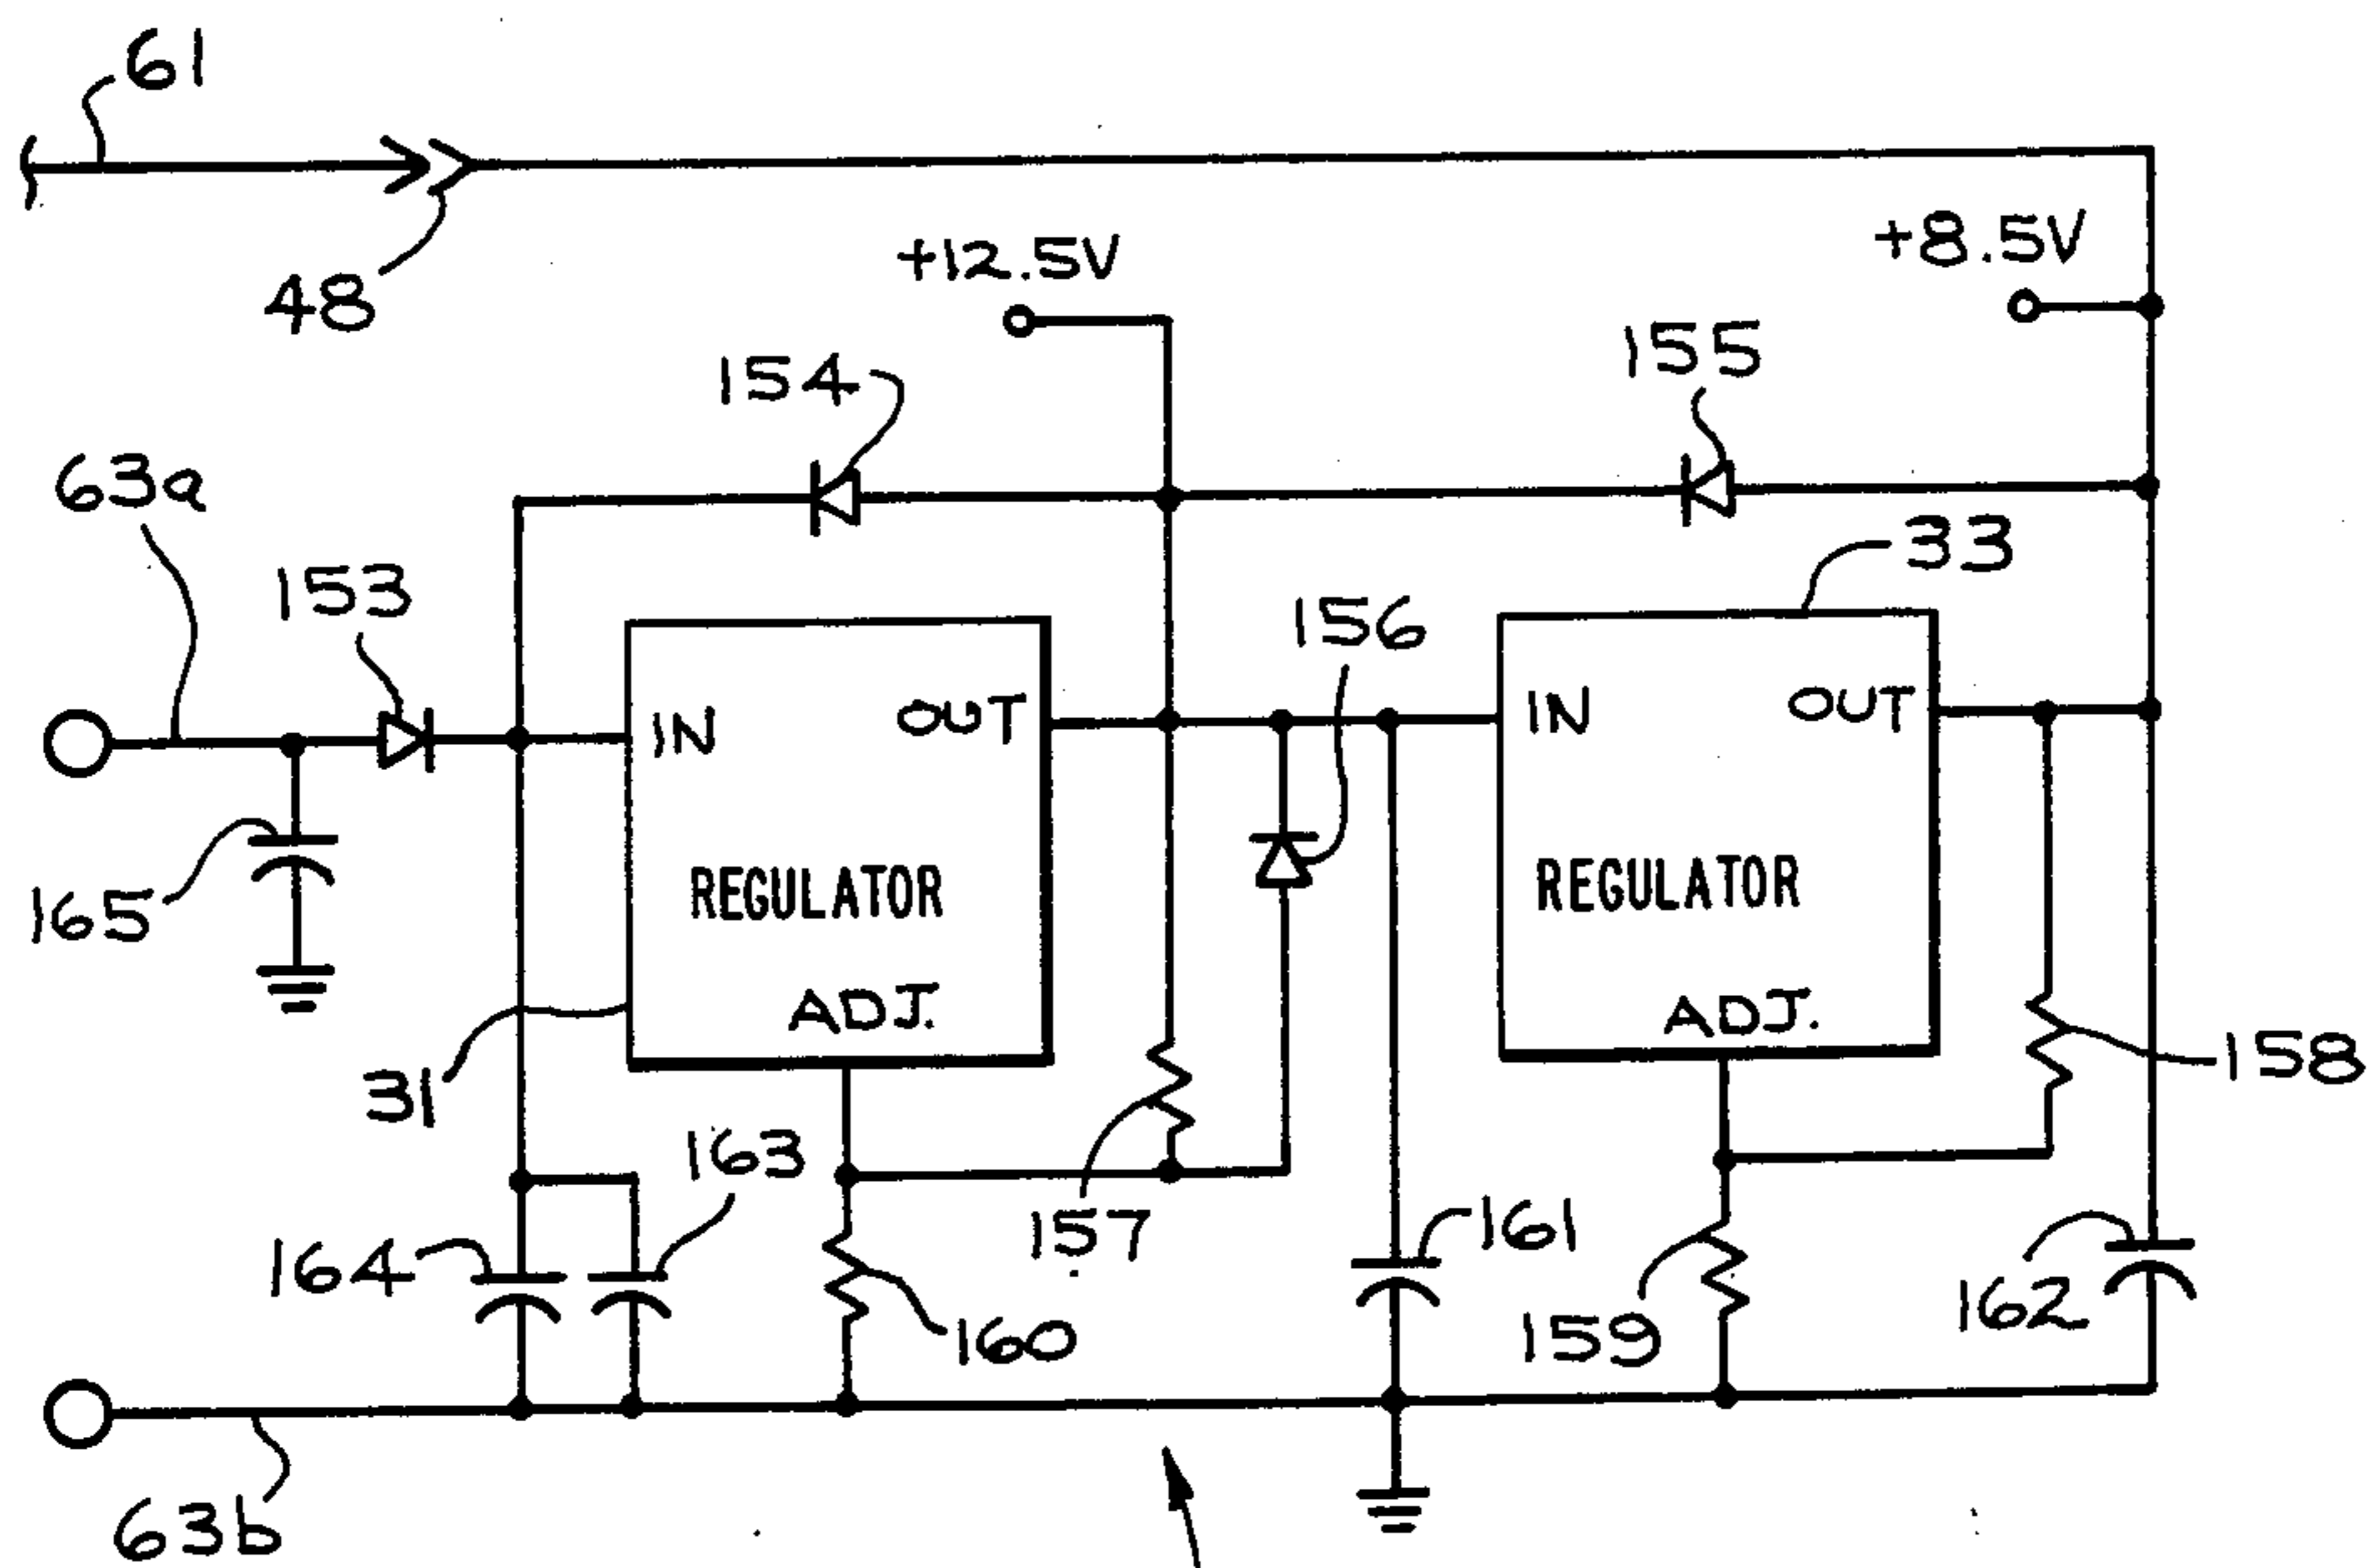 61
48
+12.5V
+8.5V
154
155
63a
153
33
156
IN
OUT
IN
OUT
165
REGULATOR
REGULATOR
ADJ.
ADJ.
158
31
163
157
161
164
160
159
162
63b